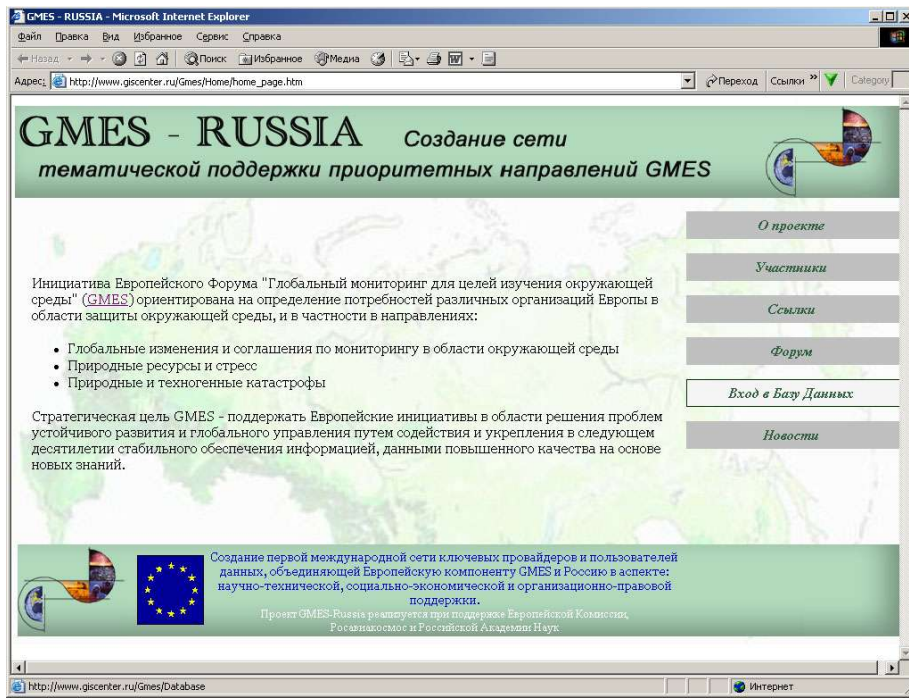 GMES - RUSSIA - Microsoft Internet Explorer
Файл Правка Вид Избранное Сервис Справка
Назад Поиск Избранное Медиа
Адрес: http://www.giscenter.ru/Gmes/Home/home_page.htm Переход Ссылки » Category
GMES - RUSSIA Создание сети
тематической поддержки приоритетных направлений GMES
О проекте
Участники
Ссылки
Форум
Вход в Базу Данных
Новости
Инициатива Европейского Форума "Глобальный мониторинг для целей изучения окружающей
среды" (GMES) ориентирована на определение потребностей различных организаций Европы в
области защиты окружающей среды, и в частности в направлениях:
• Глобальные изменения и соглашения по мониторингу в области окружающей среды
• Природные ресурсы и стресс
• Природные и техногенные катастрофы
Стратегическая цель GMES - поддержать Европейские инициативы в области решения проблем
устойчивого развития и глобального управления путем содействия и укрепления в следующем
десятилетии стабильного обеспечения информацией, данными повышенного качества на основе
новых знаний.
Создание первой международной сети ключевых провайдеров и пользователей
данных, объединяющей Европейскую компоненту GMES и Россию в аспекте:
научно-технической, социально-экономической и организационно-правовой
поддержки.
Проект GMES-Russia реализуется при поддержке Европейской Комиссии,
Росавиакосмос и Российской Академии Наук
http://www.giscenter.ru/Gmes/Database Интернет